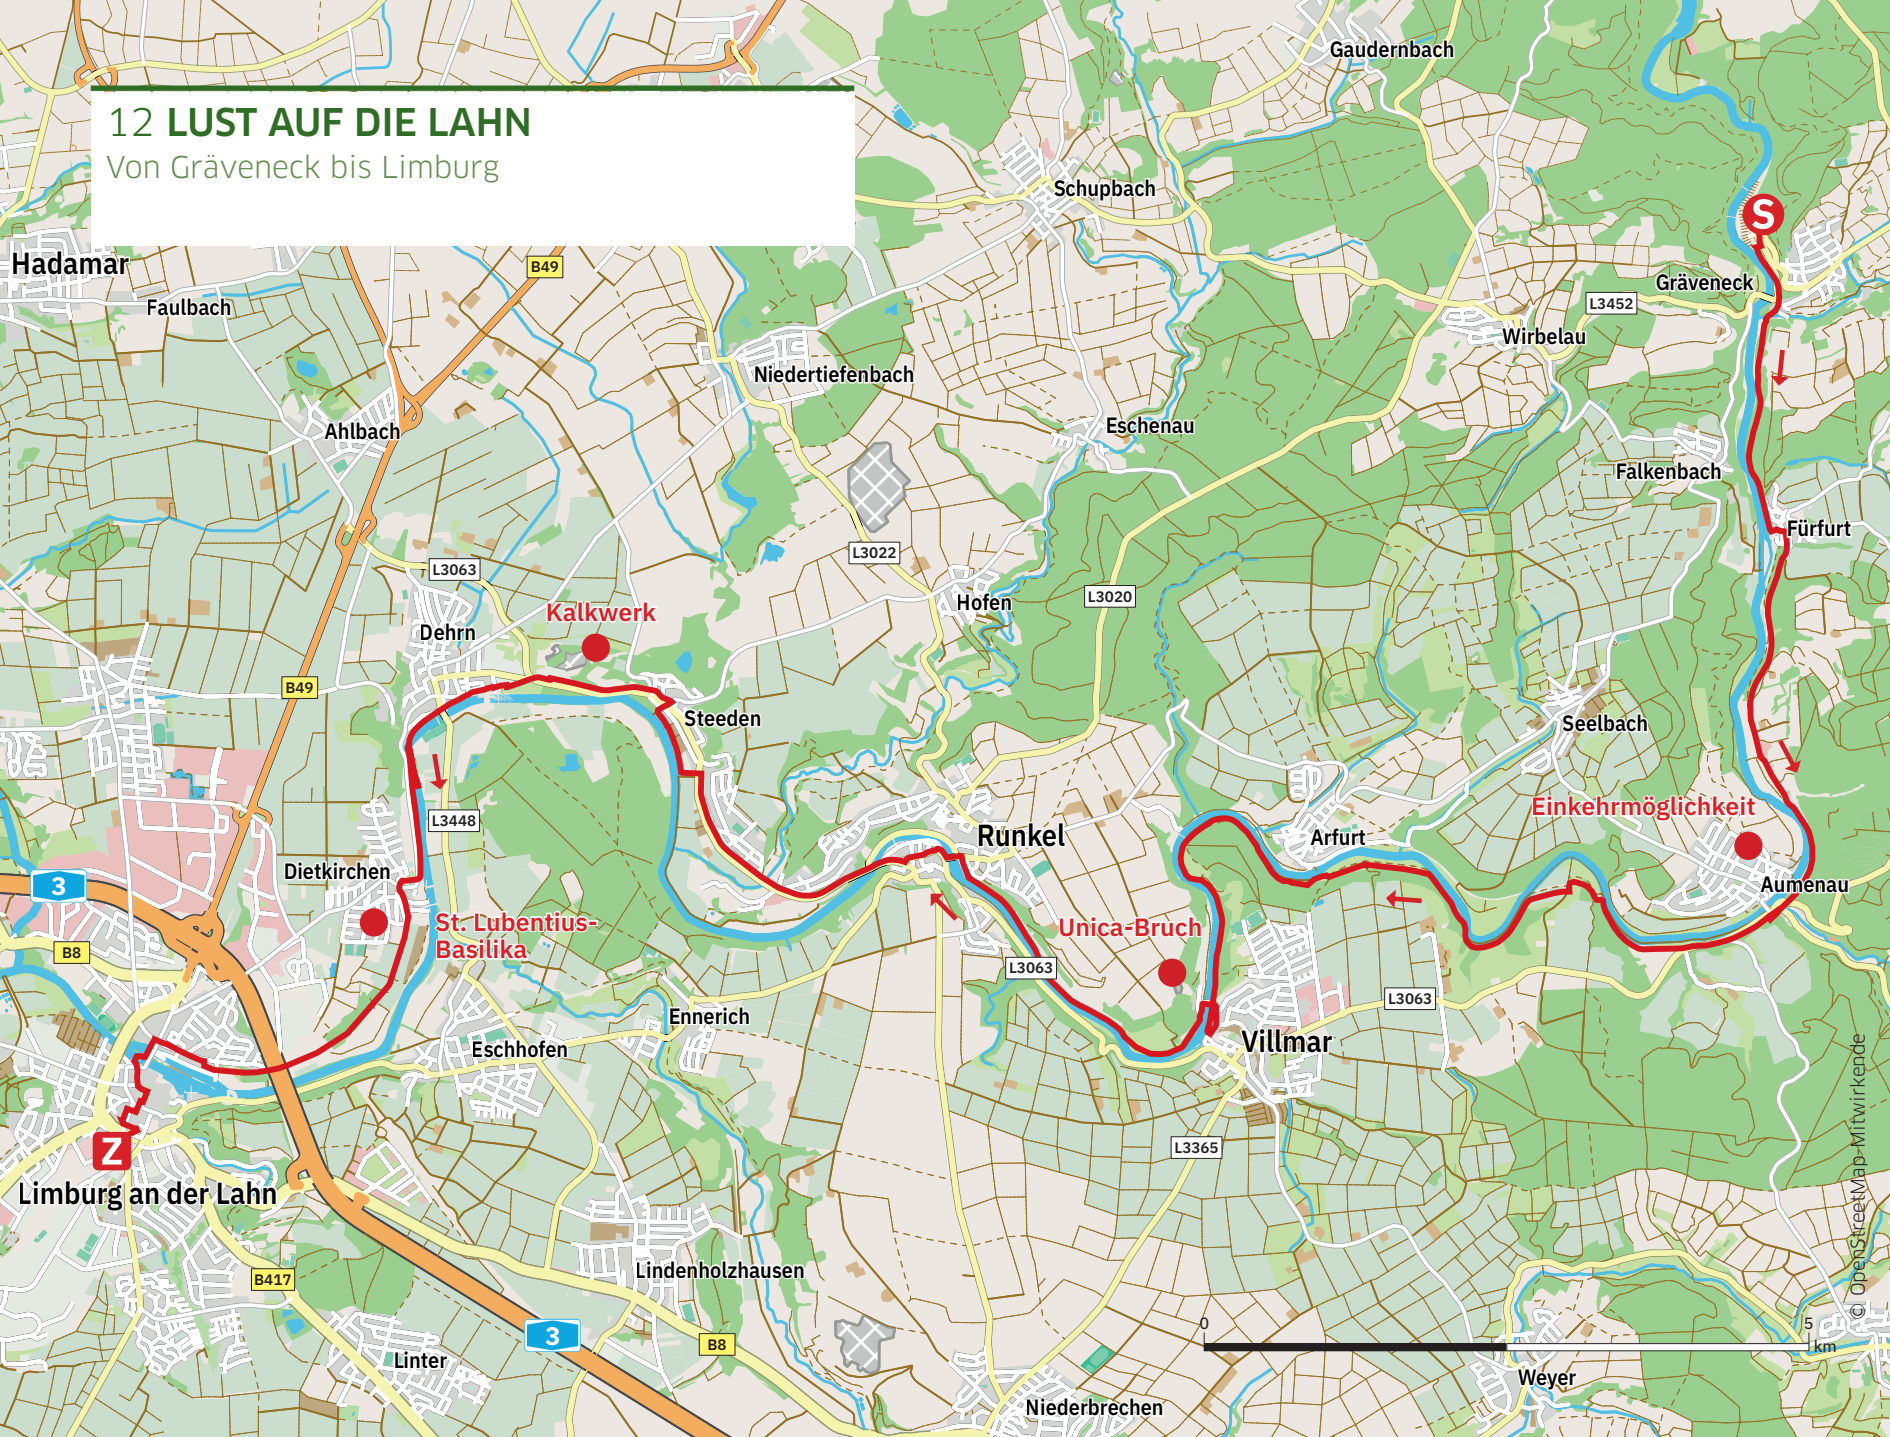 12 LUST AUF DIE LAHN
Von Gräveneck bis Limburg
Gaudernbach
Schupbach
S
Hadamar
B49
Faulbach
Gräveneck
L3452
Wirbelau
Niedertiefenbach
Ahlbach
Eschenau
Falkenbach
Fürfurt
L3022
L3063
Kalkwerk
Hofen
L3020
Dehrn
B49
Steeden
Seelbach
Einkehrmöglichkeit
L3448
Runkel
Arfurt
Dietkirchen
3
Aumenau
St. Lubentius-
Basilika
Unica-Bruch
B8
L3063
L3063
Ennerich
Eschhofen
Villmar
Z
L3365
Limburg an der Lahn
B417
Lindenholzhausen
3
B8
0
5
km
Linter
Weyer
Niederbrechen
© OpenStreetMap-Mitwirkende